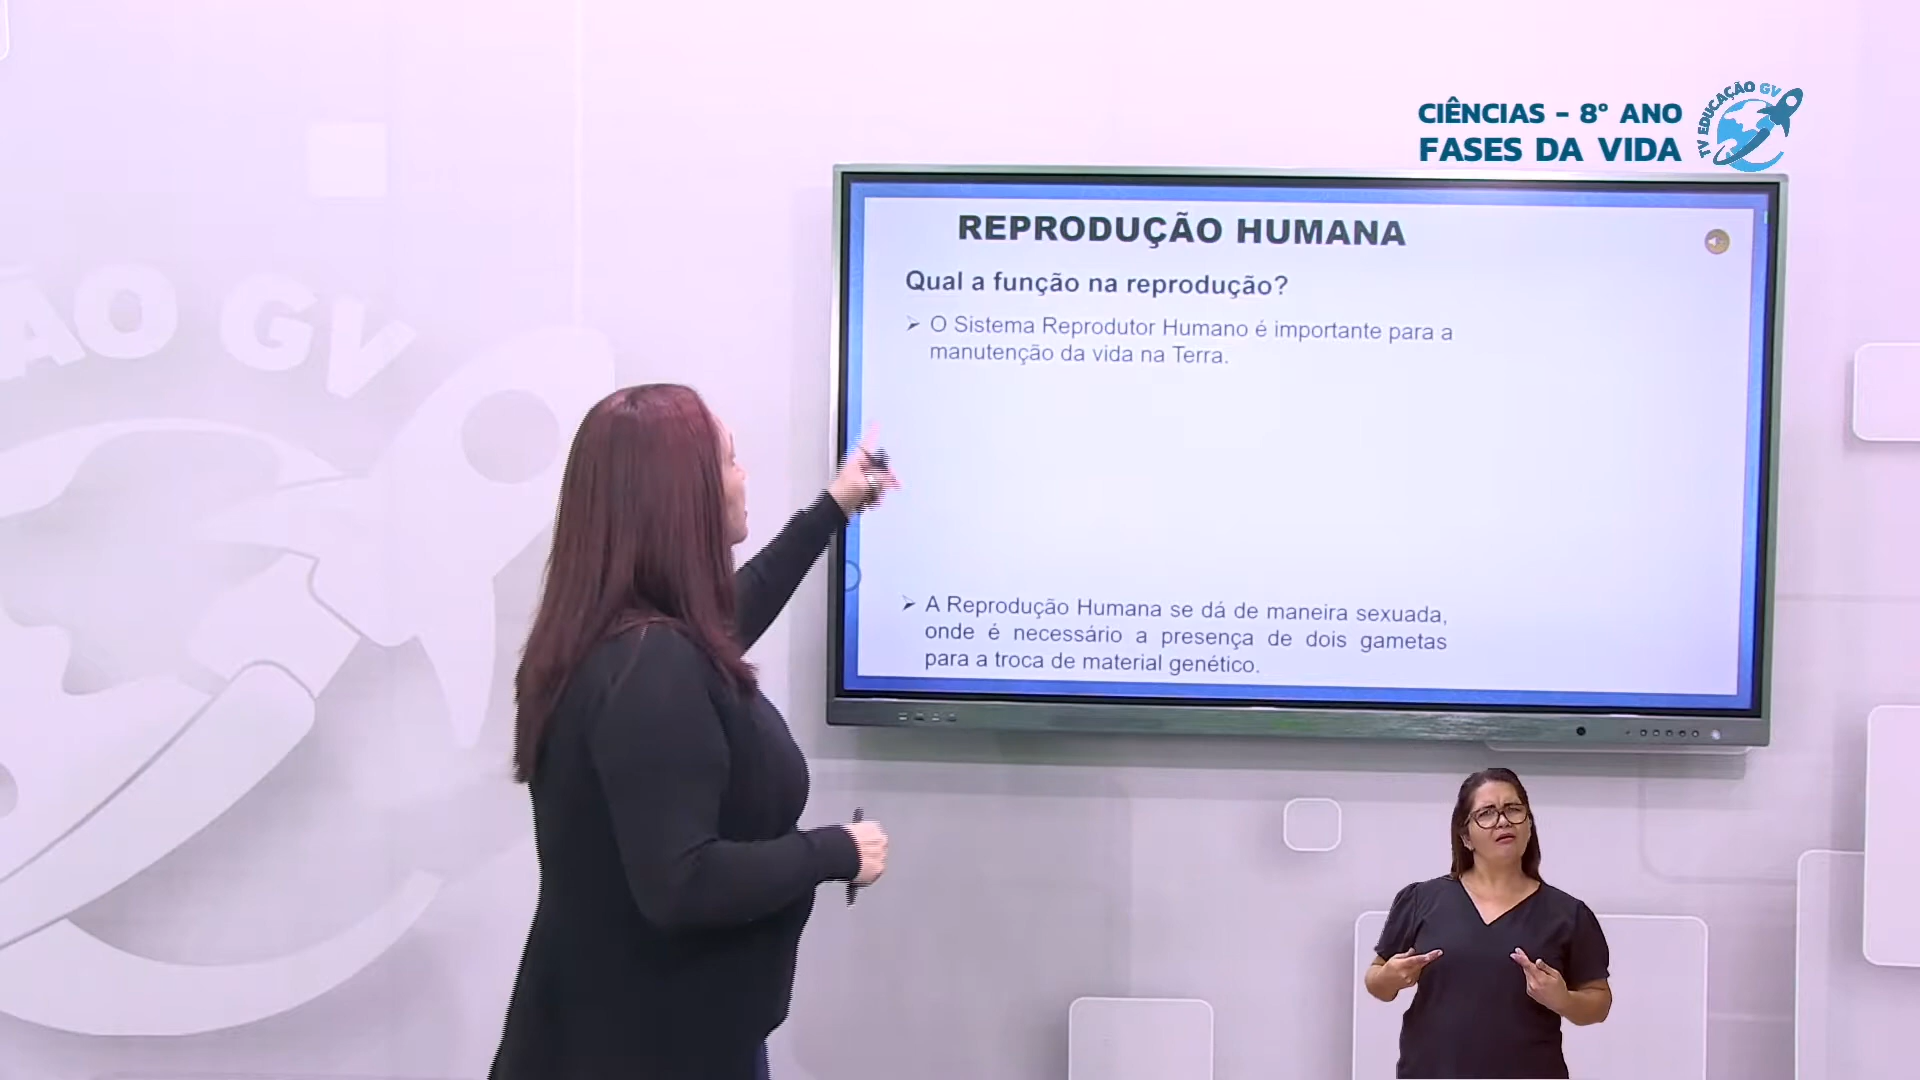 CIÊNCIAS - 8° ANO
FASES DA VIDA
TV EDUCAÇÃO GV
REPRODUÇÃO HUMANA
Qual a função na reprodução?
➢ O Sistema Reprodutor Humano é importante para a
manutenção da vida na Terra.
➢ A Reprodução Humana se dá de maneira sexuada,
onde é necessário a presença de dois gametas
para a troca de material genético.
ÃO GV